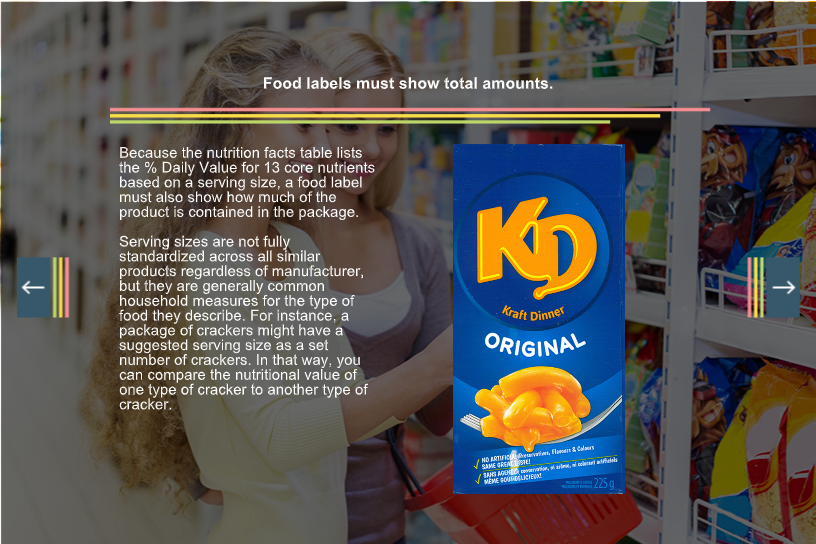 Food labels must show total amounts.
Because the nutrition facts table lists
the % Daily Value for 13 core nutrients
based on a serving size, a food label
must also show how much of the
product is contained in the package.
Serving sizes are not fully
standardized across all similar
products regardless of manufacturer,
but they are generally common
household measures for the type of
food they describe. For instance, a
package of crackers might have a
suggested serving size as a set
number of crackers. In that way, you
can compare the nutritional value of
one type of cracker to another type of
cracker.
KD
Kraft Dinner
ORIGINAL
NO ARTIFICIAL Preservatives, Flavours & Colours
SAME GREAT
SANS conservation, ni arôme, ni colorant artificiels
MÊME
225 g